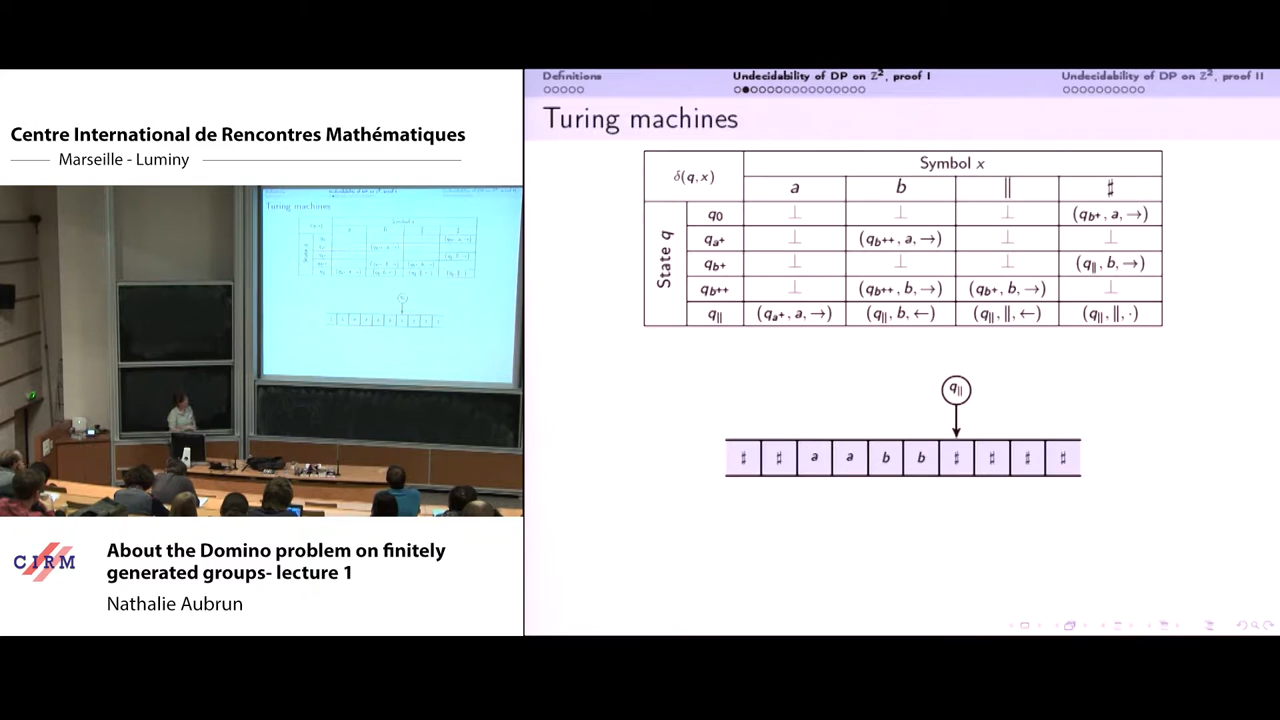 Centre International de Rencontres Mathématiques
Marseille - Luminy
Turing machines
CIRM
About the Domino problem on finitely
generated groups- lecture 1
Nathalie Aubrun
Definitions Undecidability of DP on ℤ², proof I Undecidability of DP on ℤ², proof II
Turing machines
δ(q,x) Symbol x
a b || ♯
State q
q₀ ⊥ ⊥ ⊥ (q_b⁺, a, →)
q_a⁺ ⊥ (q_b⁺⁺, a, →) ⊥ ⊥
q_b⁺ ⊥ ⊥ ⊥ (q_||, b, →)
q_b⁺⁺ ⊥ (q_b⁺⁺, b, →) (q_b⁺, b, →) ⊥
q_|| (q_a⁺, a, →) (q_||, b, ←) (q_||, ||, ←) (q_||, ||, ·)
q_||
♯ ♯ a a b b ♯ ♯ ♯ ♯